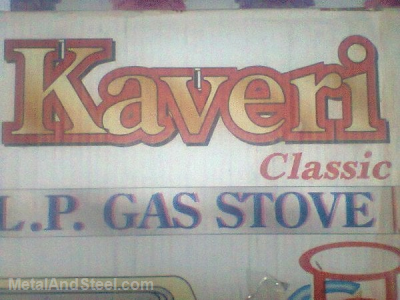 Kaveri
Classic
L.P. GAS STOVE
MetalAndSteel.com